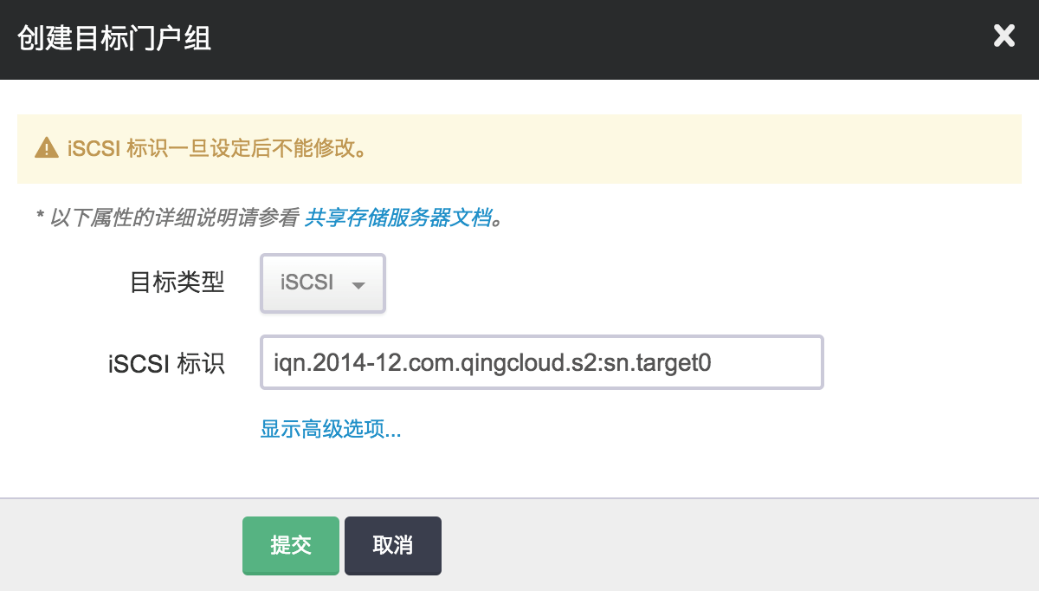 创建目标门户组
iSCSI 标识一旦设定后不能修改。
* 以下属性的详细说明请参看 共享存储服务器文档。
目标类型 iSCSI
iSCSI 标识 iqn.2014-12.com.qingcloud.s2:sn.target0
显示高级选项...
提交 取消